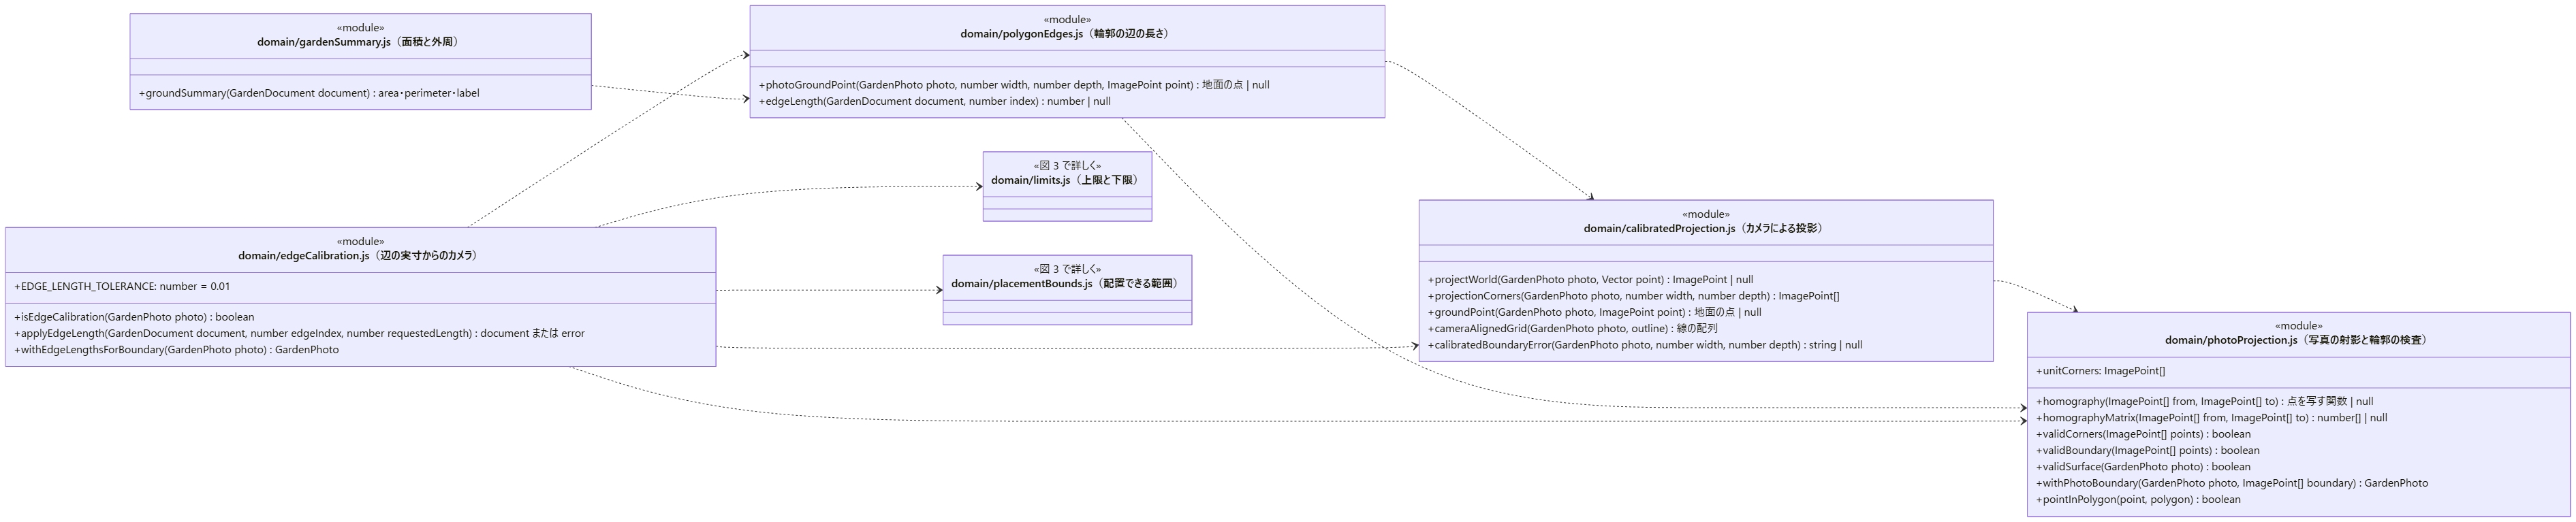 «module»
domain/gardenSummary.js（面積と外周）
+groundSummary(GardenDocument document) : area・perimeter・label
«module»
domain/polygonEdges.js（輪郭の辺の長さ）
+photoGroundPoint(GardenPhoto photo, number width, number depth, ImagePoint point) : 地面の点 | null
+edgeLength(GardenDocument document, number index) : number | null
«図 3 で詳しく»
domain/limits.js（上限と下限）
«module»
domain/edgeCalibration.js（辺の実寸からのカメラ）
+EDGE_LENGTH_TOLERANCE: number = 0.01
+isEdgeCalibration(GardenPhoto photo) : boolean
+applyEdgeLength(GardenDocument document, number edgeIndex, number requestedLength) : document または error
+withEdgeLengthsForBoundary(GardenPhoto photo) : GardenPhoto
«図 3 で詳しく»
domain/placementBounds.js（配置できる範囲）
«module»
domain/calibratedProjection.js（カメラによる投影）
+projectWorld(GardenPhoto photo, Vector point) : ImagePoint | null
+projectionCorners(GardenPhoto photo, number width, number depth) : ImagePoint[]
+groundPoint(GardenPhoto photo, ImagePoint point) : 地面の点 | null
+cameraAlignedGrid(GardenPhoto photo, outline) : 線の配列
+calibratedBoundaryError(GardenPhoto photo, number width, number depth) : string | null
«module»
domain/photoProjection.js（写真の射影と輪郭の検査）
+unitCorners: ImagePoint[]
+homography(ImagePoint[] from, ImagePoint[] to) : 点を写す関数 | null
+homographyMatrix(ImagePoint[] from, ImagePoint[] to) : number[] | null
+validCorners(ImagePoint[] points) : boolean
+validBoundary(ImagePoint[] points) : boolean
+validSurface(GardenPhoto photo) : boolean
+withPhotoBoundary(GardenPhoto photo, ImagePoint[] boundary) : GardenPhoto
+pointInPolygon(point, polygon) : boolean